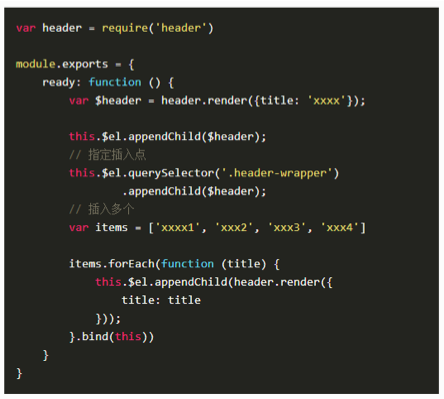 var header = require('header')

module.exports = {
    ready: function () {
        var $header = header.render({title: 'xxxx'});

        this.$el.appendChild($header);
        // 指定插入点
        this.$el.querySelector('.header-wrapper')
                .appendChild($header);
        // 插入多个
        var items = ['xxxx1', 'xxx2', 'xxx3', 'xxx4']

        items.forEach(function (title) {
            this.$el.appendChild(header.render({
                title: title
            }));
        }.bind(this))
    }
}